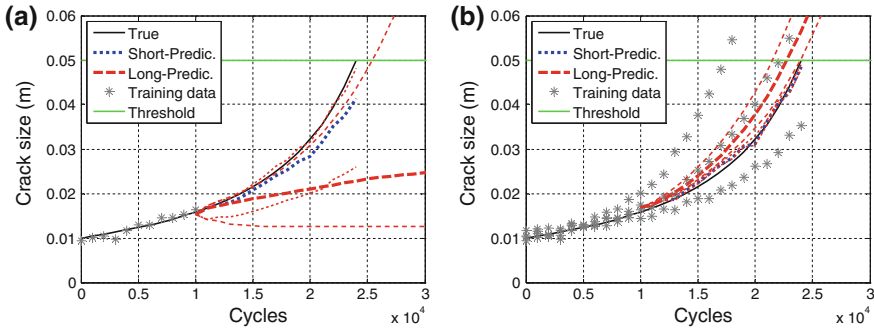 (a)
0.06
0.05
0.04
0.03
0.02
0.01
0
Crack size (m)
True
Short-Predic.
Long-Predic.
Training data
Threshold
0
0.5
1
1.5
2
2.5
3
Cycles
x 10^4
(b)
0.06
0.05
0.04
0.03
0.02
0.01
0
Crack size (m)
True
Short-Predic.
Long-Predic.
Training data
Threshold
0
0.5
1
1.5
2
2.5
3
Cycles
x 10^4